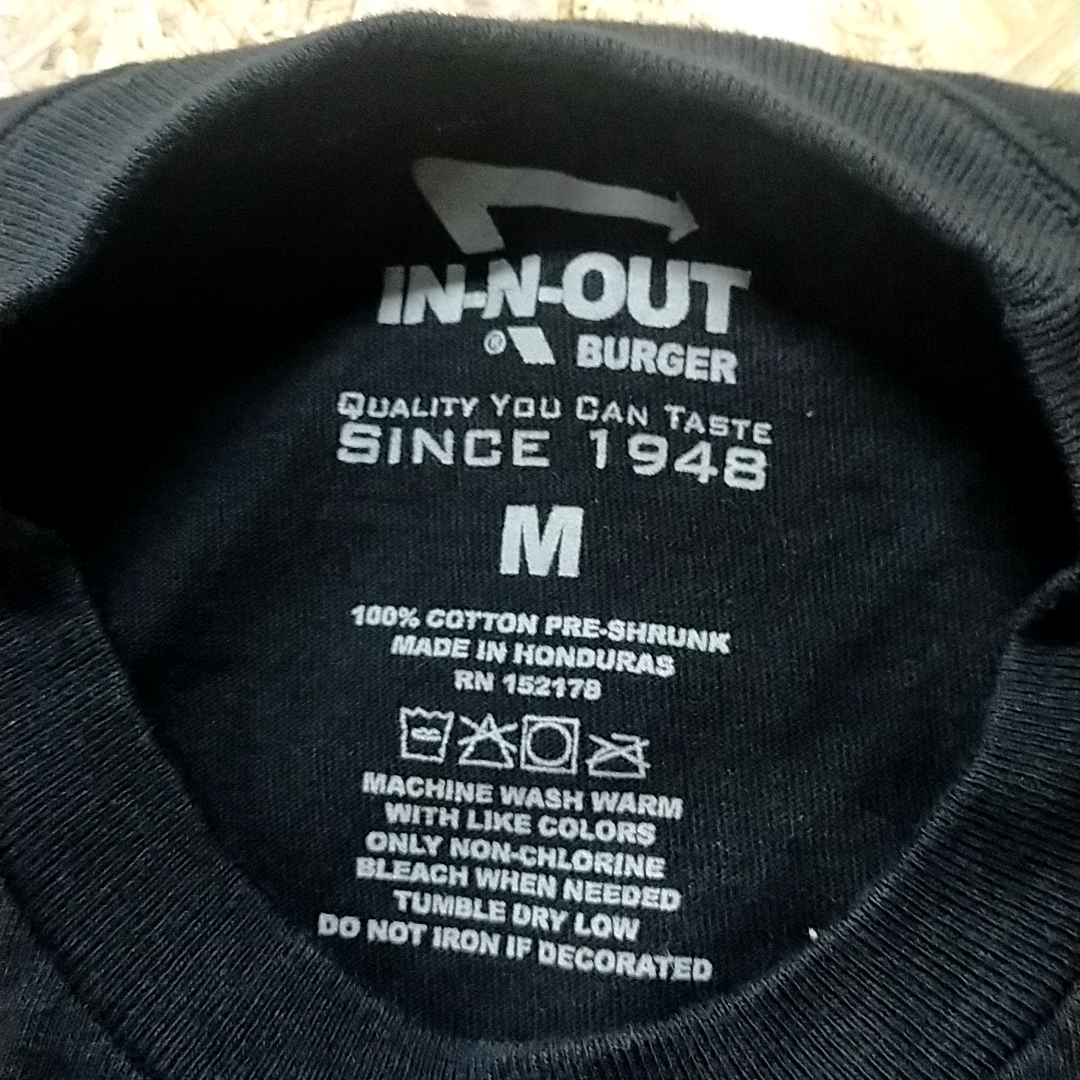 IN-N-OUT
® BURGER
QUALITY YOU CAN TASTE
SINCE 1948
M
100% COTTON PRE-SHRUNK
MADE IN HONDURAS
RN 152178
MACHINE WASH WARM
WITH LIKE COLORS
ONLY NON-CHLORINE
BLEACH WHEN NEEDED
TUMBLE DRY LOW
DO NOT IRON IF DECORATED